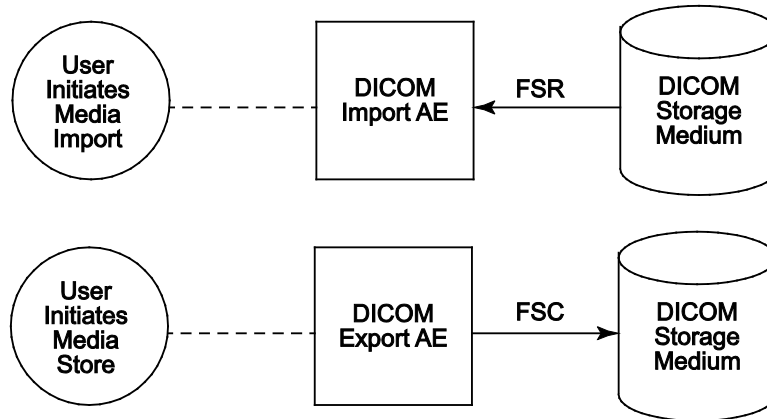 User
Initiates
Media
Import
DICOM
Import AE
FSR
DICOM
Storage
Medium
User
Initiates
Media
Store
DICOM
Export AE
FSC
DICOM
Storage
Medium